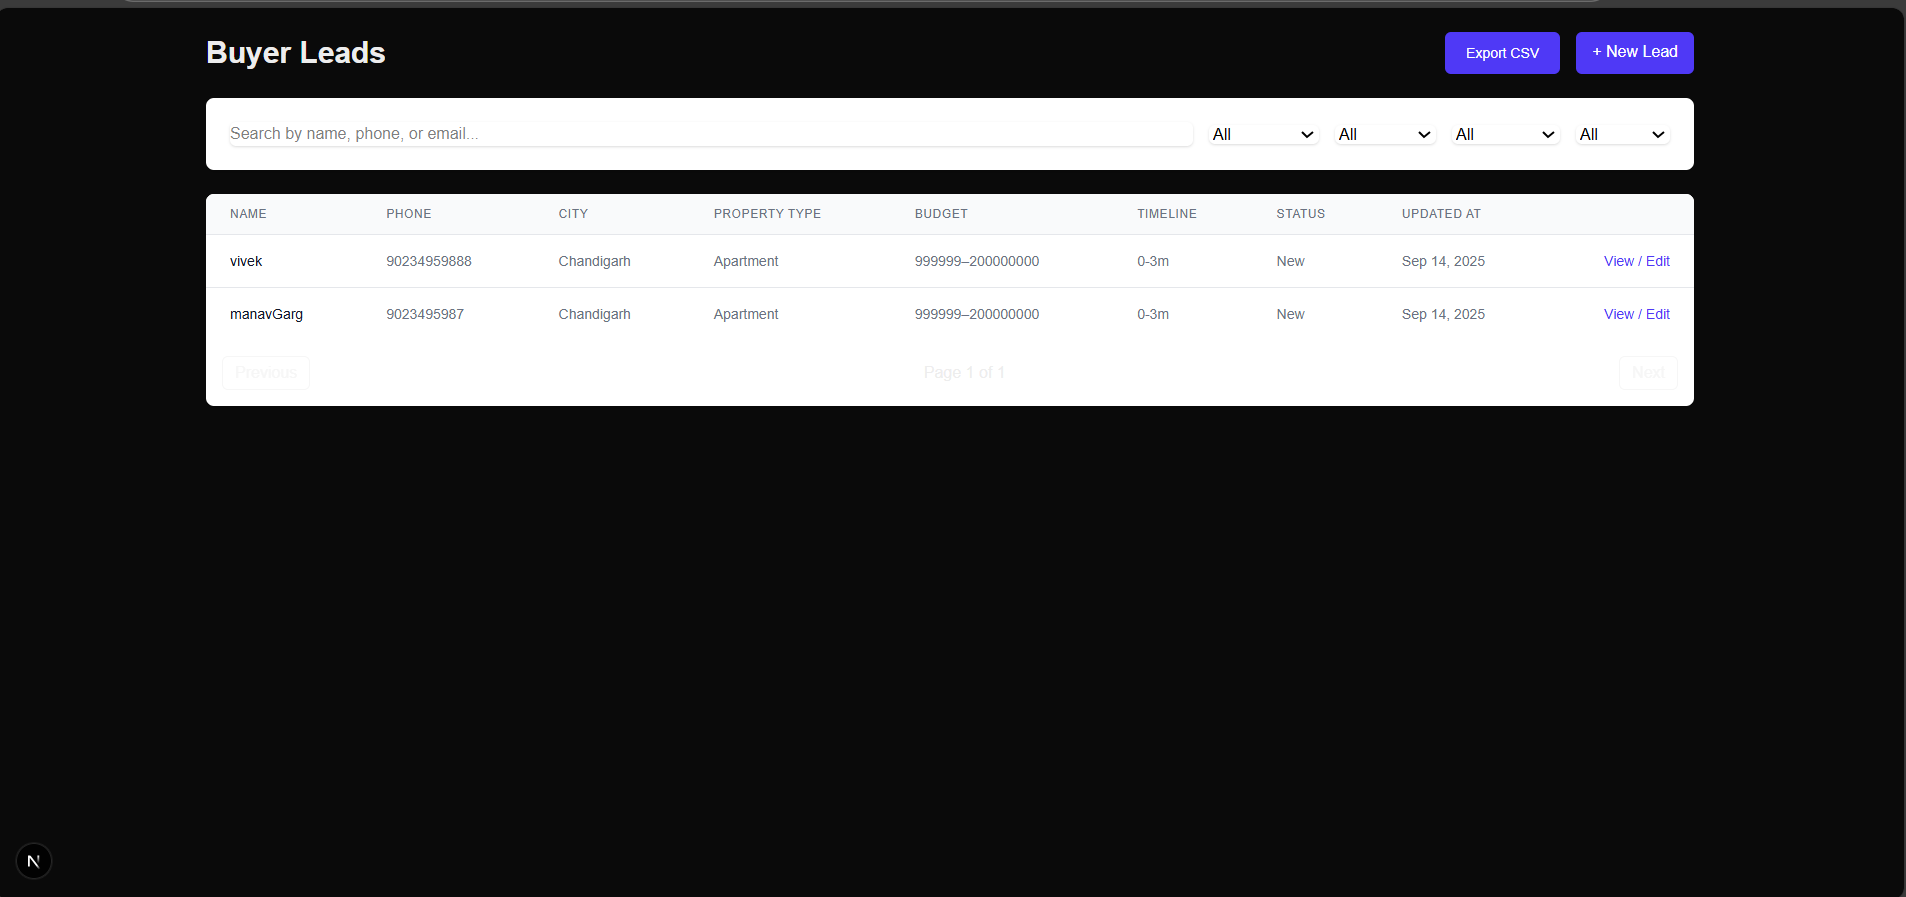 Buyer Leads
Export CSV
+ New Lead
Search by name, phone, or email...
All All All All
NAME PHONE CITY PROPERTY TYPE BUDGET TIMELINE STATUS UPDATED AT
vivek 90234959888 Chandigarh Apartment 999999–200000000 0-3m New Sep 14, 2025 View / Edit
manavGarg 9023495987 Chandigarh Apartment 999999–200000000 0-3m New Sep 14, 2025 View / Edit
Previous Page 1 of 1 Next
N